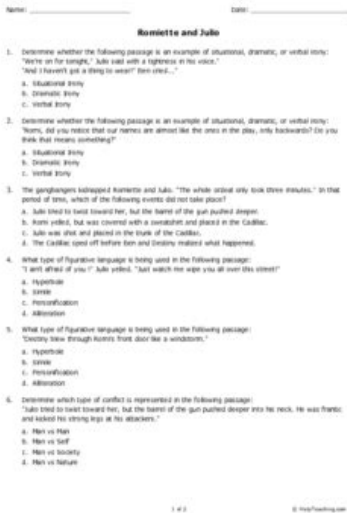 Name: ____________________ Date: ____________________
Romiette and Julio
1. Determine whether the following passage is an example of situational, dramatic, or verbal irony:
"We're on for tonight," Julio said with a tightness in his voice."
"And I haven't got a thing to wear!" Ben cried..."
a. Situational Irony
b. Dramatic Irony
c. Verbal Irony
2. Determine whether the following passage is an example of situational, dramatic, or verbal irony:
"Romi, did you notice that our names are almost like the ones in the play, only backwards? Do you
think that means something?"
a. Situational Irony
b. Dramatic Irony
c. Verbal Irony
3. The gangbangers kidnapped Romiette and Julio. "The whole ordeal only took three minutes." In that
period of time, which of the following events did not take place?
a. Julio tried to twist toward her, but the barrel of the gun pushed deeper.
b. Romi yelled, but was covered with a sweatshirt and placed in the Cadillac.
c. Julio was shot and placed in the trunk of the Cadillac.
d. The Cadillac sped off before Ben and Destiny realized what happened.
4. What type of figurative language is being used in the following passage:
"I ain't afraid of you !" Julio yelled. "Just watch me wipe you all over this street!"
a. Hyperbole
b. Simile
c. Personification
d. Alliteration
5. What type of figurative language is being used in the following passage:
"Destiny blew through Romi's front door like a windstorm."
a. Hyperbole
b. Simile
c. Personification
d. Alliteration
6. Determine which type of conflict is represented in the following passage:
"Julio tried to twist toward her, but the barrel of the gun pushed deeper into his neck. He was frantic
and kicked his strong legs at his attackers."
a. Man vs Man
b. Man vs Self
c. Man vs Society
d. Man vs Nature
1 of 2 © HelpTeaching.com